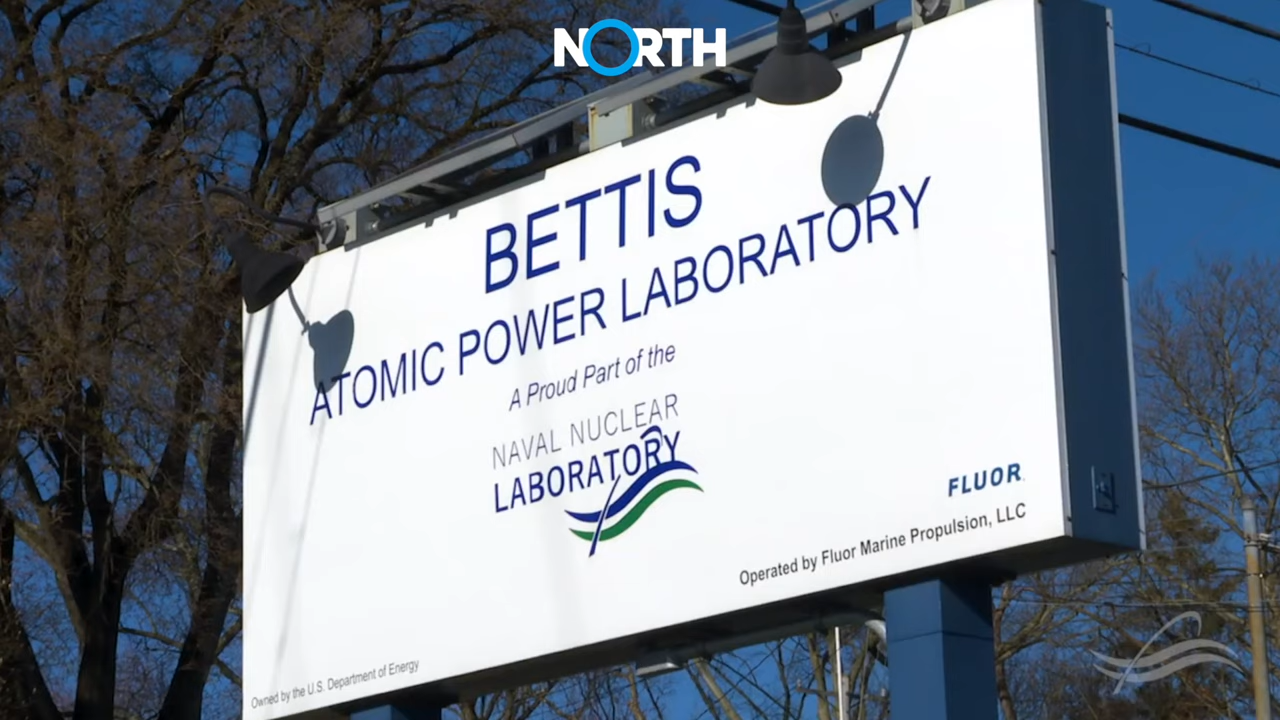 NORTH
BETTIS
ATOMIC POWER LABORATORY
A Proud Part of the
NAVAL NUCLEAR
LABORATORY
FLUOR
Operated by Fluor Marine Propulsion, LLC
Owned by the U.S. Department of Energy